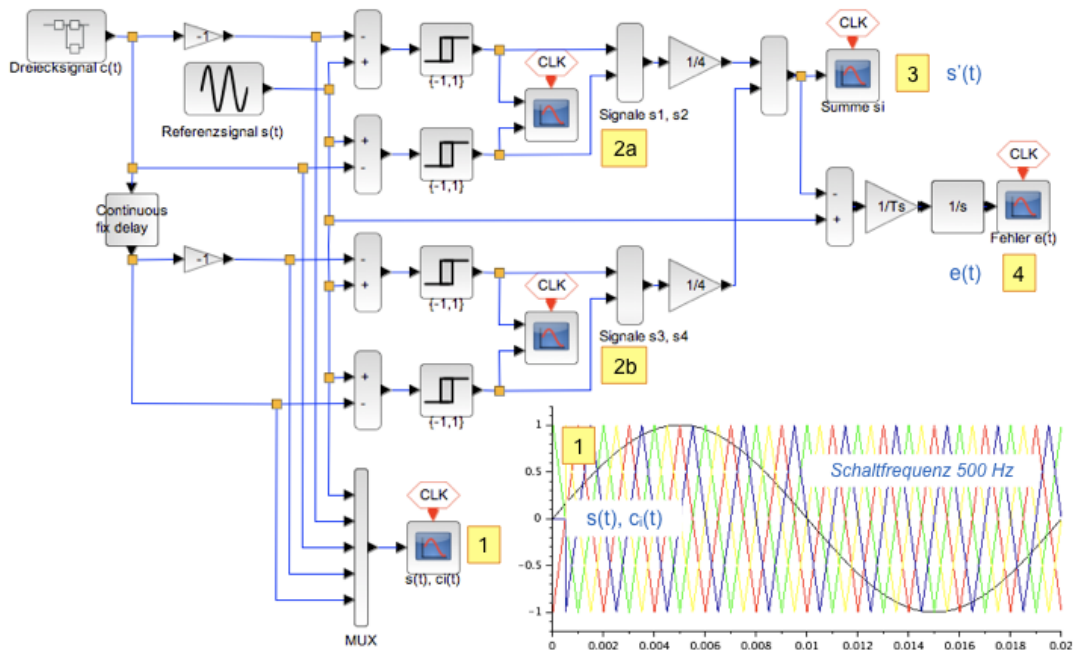 CLK
-1
-
+
{-1,1}
Dreiecksignal c(t)
Referenzsignal s(t)
CLK
Signale s1, s2
1/4
2a
+
-
{-1,1}
Summe si
3
s'(t)
Continuous
fix delay
-
+
1/Ts
1/s
CLK
Fehler e(t)
e(t)
4
-1
-
+
{-1,1}
CLK
Signale s3, s4
1/4
2b
+
-
{-1,1}
CLK
s(t), ci(t)
1
MUX
1
Schaltfrequenz 500 Hz
s(t), ci(t)
1
0.5
0
-0.5
-1
0
0.002
0.004
0.006
0.008
0.01
0.012
0.014
0.016
0.018
0.02